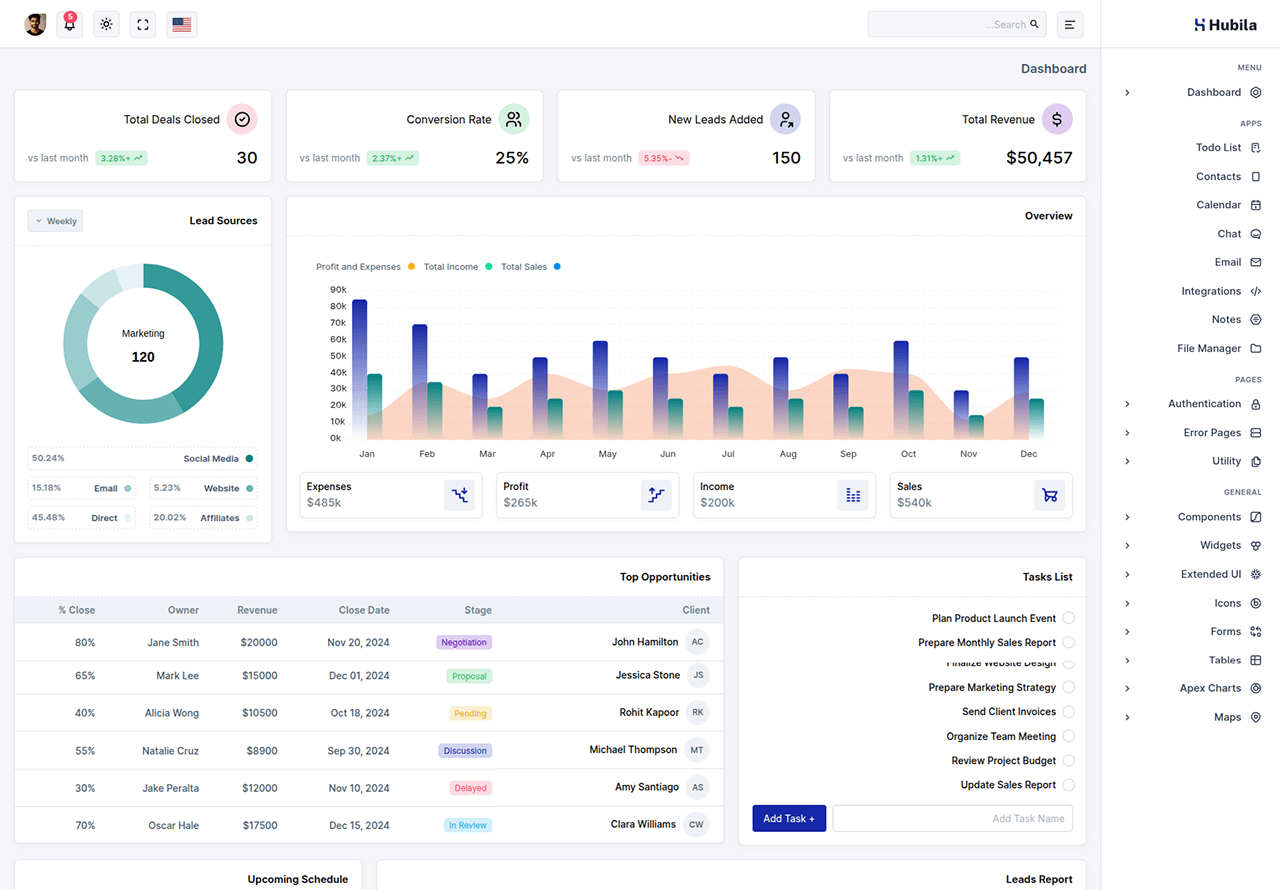 5
...Search
Hubila
MENU
Dashboard
APPS
Todo List
Contacts
Calendar
Chat
Email
Integrations
Notes
File Manager
PAGES
Authentication
Error Pages
Utility
GENERAL
Components
Widgets
Extended UI
Icons
Forms
Tables
Apex Charts
Maps
Dashboard
Total Revenue
$50,457
vs last month 1.31%+
New Leads Added
150
vs last month 5.35%-
Conversion Rate
25%
vs last month 2.37%+
Total Deals Closed
30
vs last month 3.28%+
Overview
Profit and Expenses Total Income Total Sales
90k
80k
70k
60k
50k
40k
30k
20k
10k
0k
Jan Feb Mar Apr May Jun Jul Aug Sep Oct Nov Dec
Expenses
$485k
Profit
$265k
Income
$200k
Sales
$540k
Lead Sources
Weekly
Marketing
120
50.24% Social Media
15.18% Email
5.23% Website
45.48% Direct
20.02% Affiliates
Top Opportunities
% Close Owner Revenue Close Date Stage Client
80% Jane Smith $20000 Nov 20, 2024 Negotiation John Hamilton AC
65% Mark Lee $15000 Dec 01, 2024 Proposal Jessica Stone JS
40% Alicia Wong $10500 Oct 18, 2024 Pending Rohit Kapoor RK
55% Natalie Cruz $8900 Sep 30, 2024 Discussion Michael Thompson MT
30% Jake Peralta $12000 Nov 10, 2024 Delayed Amy Santiago AS
70% Oscar Hale $17500 Dec 15, 2024 In Review Clara Williams CW
Tasks List
Plan Product Launch Event
Prepare Monthly Sales Report
Finalize Website Design
Prepare Marketing Strategy
Send Client Invoices
Organize Team Meeting
Review Project Budget
Update Sales Report
Add Task +
Add Task Name
Upcoming Schedule
Leads Report